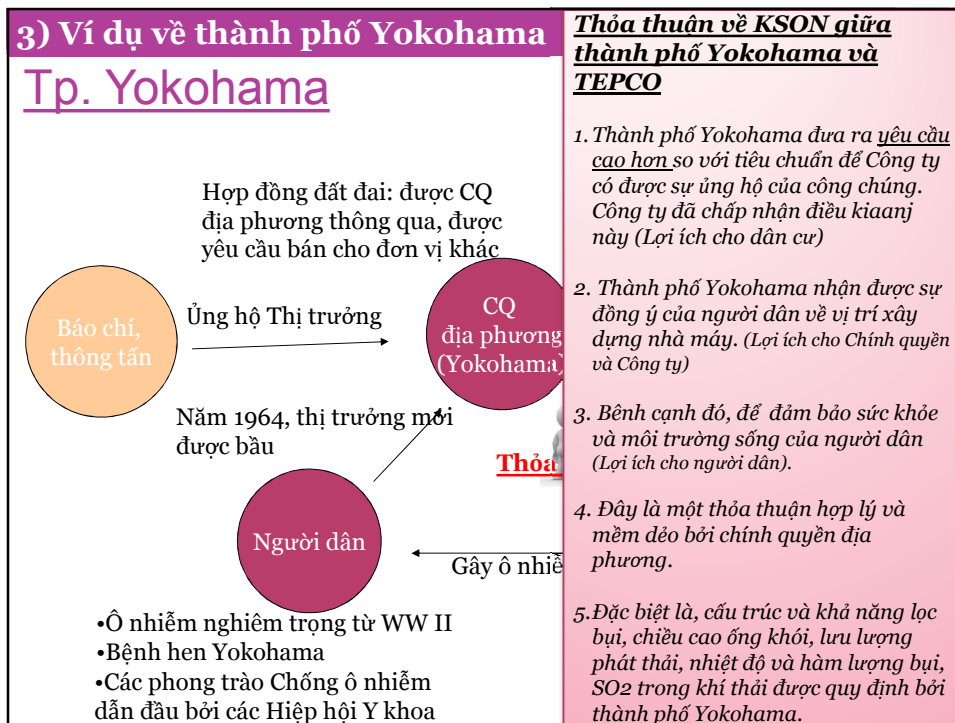 3) Ví dụ về thành phố Yokohama
Tp. Yokohama
Hợp đồng đất đai: được CQ
địa phương thông qua, được
yêu cầu bán cho đơn vị khác
Báo chí,
thông tấn
Ủng hộ Thị trưởng
CQ
địa phương
(Yokohama)
Năm 1964, thị trưởng mới
được bầu
Thỏa
Người dân
Gây ô nhiễ
•Ô nhiễm nghiêm trọng từ WW II
•Bệnh hen Yokohama
•Các phong trào Chống ô nhiễm
dẫn đầu bởi các Hiệp hội Y khoa
Thỏa thuận về KSON giữa
thành phố Yokohama và
TEPCO
1. Thành phố Yokohama đưa ra yêu cầu
cao hơn so với tiêu chuẩn để Công ty
có được sự ủng hộ của công chúng.
Công ty đã chấp nhận điều kiaanj
này (Lợi ích cho dân cư)
2. Thành phố Yokohama nhận được sự
đồng ý của người dân về vị trí xây
dựng nhà máy. (Lợi ích cho Chính quyền
và Công ty)
3. Bênh cạnh đó, để đảm bảo sức khỏe
và môi trường sống của người dân
(Lợi ích cho người dân).
4. Đây là một thỏa thuận hợp lý và
mềm dẻo bởi chính quyền địa
phương.
5.Đặc biệt là, cấu trúc và khả năng lọc
bụi, chiều cao ống khói, lưu lượng
phát thải, nhiệt độ và hàm lượng bụi,
SO2 trong khí thải được quy định bởi
thành phố Yokohama.